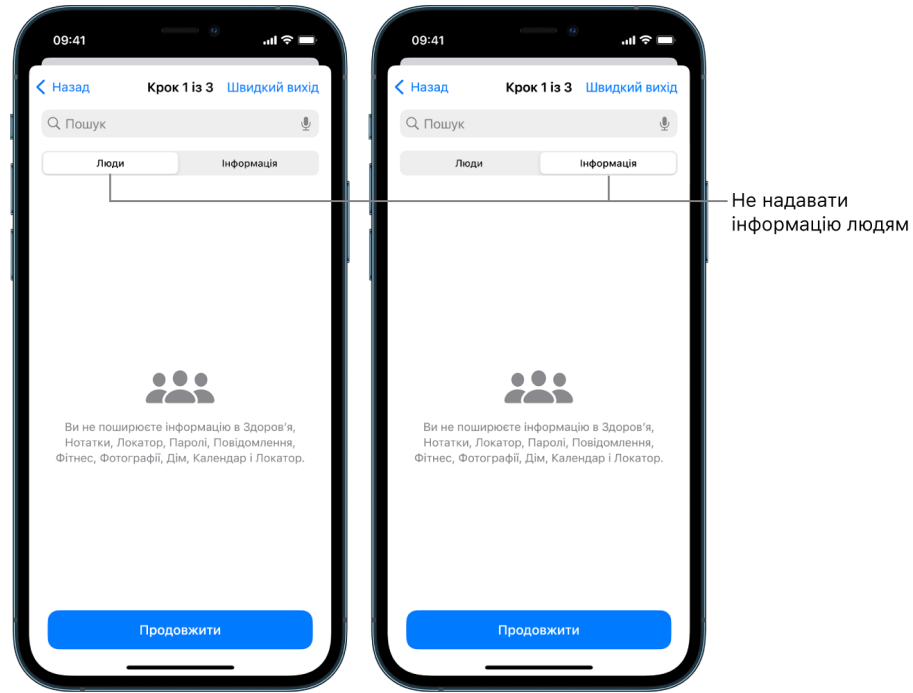 09:41
Назад
Крок 1 із 3
Швидкий вихід
Пошук
Люди
Інформація
Ви не поширюєте інформацію в Здоров’я,
Нотатки, Локатор, Паролі, Повідомлення,
Фітнес, Фотографії, Дім, Календар і Локатор.
Продовжити
09:41
Назад
Крок 1 із 3
Швидкий вихід
Пошук
Люди
Інформація
Ви не поширюєте інформацію в Здоров’я,
Нотатки, Локатор, Паролі, Повідомлення,
Фітнес, Фотографії, Дім, Календар і Локатор.
Продовжити
Не надавати
інформацію людям